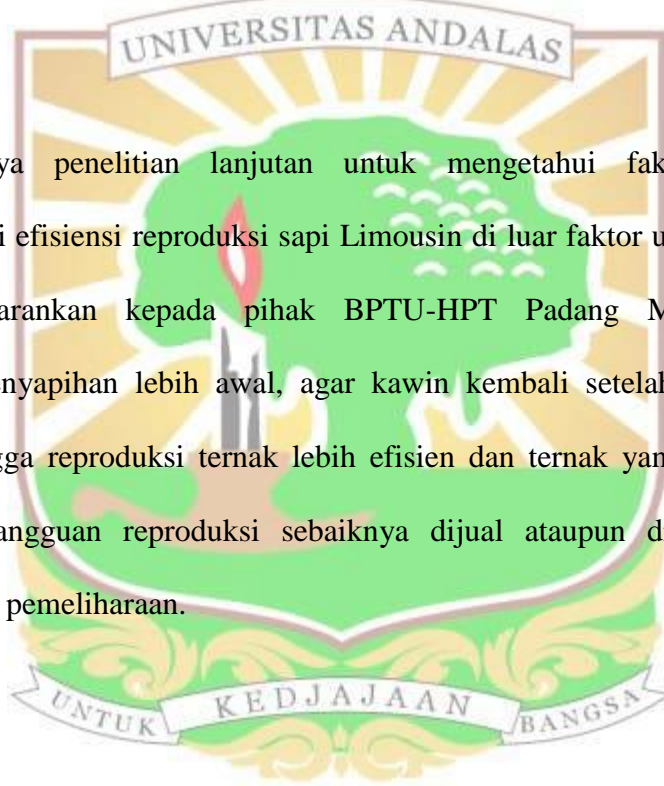 UNIVERSITAS ANDALAS
ya penelitian lanjutan untuk mengetahui fak
i efisiensi reproduksi sapi Limousin di luar faktor u
arankan kepada pihak BPTU-HPT Padang M
enyapihan lebih awal, agar kawin kembali setelah
gga reproduksi ternak lebih efisien dan ternak yan
angguan reproduksi sebaiknya dijual ataupun d
pemeliharaan.
UNTUK KEDJAJAAN BANGSA